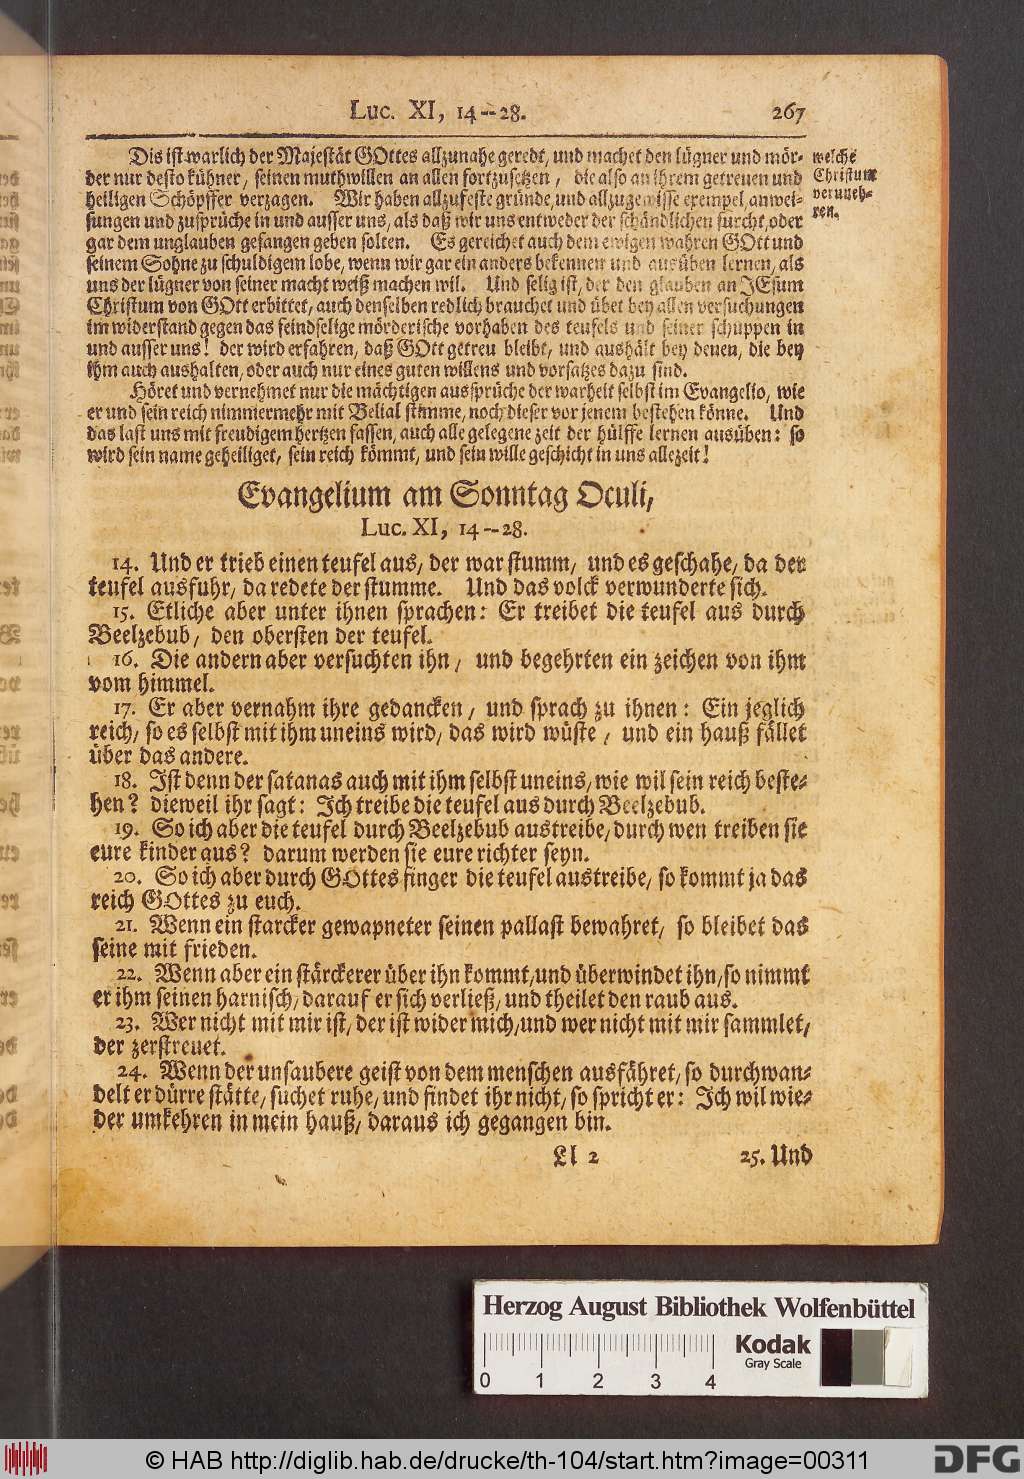 Luc. XI, 14--28. 267
Dis ist warlich der Majestät GOttes allzunahe geredt, und machet den lügner und mör-
der nur desto kühner, seinen muthwillen an allen fortzusetzen, die also an ihrem getreuen und
heiligen Schöpffer verzagen. Wir haben allzufeste gründe, und allzugewisse exempel, anwei-
sungen und zusprüche in und ausser uns, als daß wir uns entweder der schändlichen furcht, oder
gar dem unglauben gefangen geben solten. Es gereichet auch dem ewigen wahren GOtt und
seinem Sohne zu schuldigem lobe, wenn wir gar ein anders bekennen und ausüben lernen, als
uns der lügner von seiner macht weiß machen wil. Und selig ist, der den glauben an JEsum
Christum von GOtt erbittet, auch denselben redlich brauchet und übet bey allen versuchungen
im widerstand gegen das feindselige mörderische vorhaben des teufels und seiner schuppen in
und ausser uns! der wird erfahren, daß GOtt getreu bleibt, und aushält bey denen, die bey
ihm auch aushalten, oder auch nur eines guten willens und vorsatzes dazu sind.
Höret und vernehmet nur die mächtigen aussprüche der warheit selbst im Evangelio, wie
er und sein reich nimmermehr mit Belial stimme, noch dieser vor jenem bestehen könne. Und
das last uns mit freudigem hertzen fassen, auch alle gelegene zeit der hülffe lernen ausüben: so
wird sein name geheiliget, sein reich kömmt, und sein wille geschicht in uns allezeit!
welche
Christum
veruneh-
ren.
Evangelium am Sonntag Oculi,
Luc. XI, 14--28.
14. Und er trieb einen teufel aus, der war stumm, und es geschahe, da der
teufel ausfuhr, da redete der stumme. Und das volck verwunderte sich.
15. Etliche aber unter ihnen sprachen: Er treibet die teufel aus durch
Beelzebub, den obersten der teufel.
16. Die andern aber versuchten ihn, und begehrten ein zeichen von ihm
vom himmel.
17. Er aber vernahm ihre gedancken, und sprach zu ihnen: Ein jeglich
reich, so es selbst mit ihm uneins wird, das wird wüste, und ein hauß fället
über das andere.
18. Ist denn der satanas auch mit ihm selbst uneins, wie wil sein reich beste-
hen? dieweil ihr sagt: Ich treibe die teufel aus durch Beelzebub.
19. So ich aber die teufel durch Beelzebub austreibe, durch wen treiben sie
eure kinder aus? darum werden sie eure richter seyn.
20. So ich aber durch GOttes finger die teufel austreibe, so kommt ja das
reich GOttes zu euch.
21. Wenn ein starcker gewapneter seinen pallast bewahret, so bleibet das
seine mit frieden.
22. Wenn aber ein stärckerer über ihn kommt, und überwindet ihn, so nimmt
er ihm seinen harnisch, darauf er sich verließ, und theilet den raub aus.
23. Wer nicht mit mir ist, der ist wider mich, und wer nicht mit mir sammlet,
der zerstreuet.
24. Wenn der unsaubere geist von dem menschen ausfähret, so durchwan-
delt er dürre stätte, suchet ruhe, und findet ihr nicht, so spricht er: Ich wil wie-
der umkehren in mein hauß, daraus ich gegangen bin.
Ll 2 25. Und
Herzog August Bibliothek Wolfenbüttel
Kodak
Gray Scale
0 1 2 3 4
© HAB http://diglib.hab.de/drucke/th-104/start.htm?image=00311
DFG